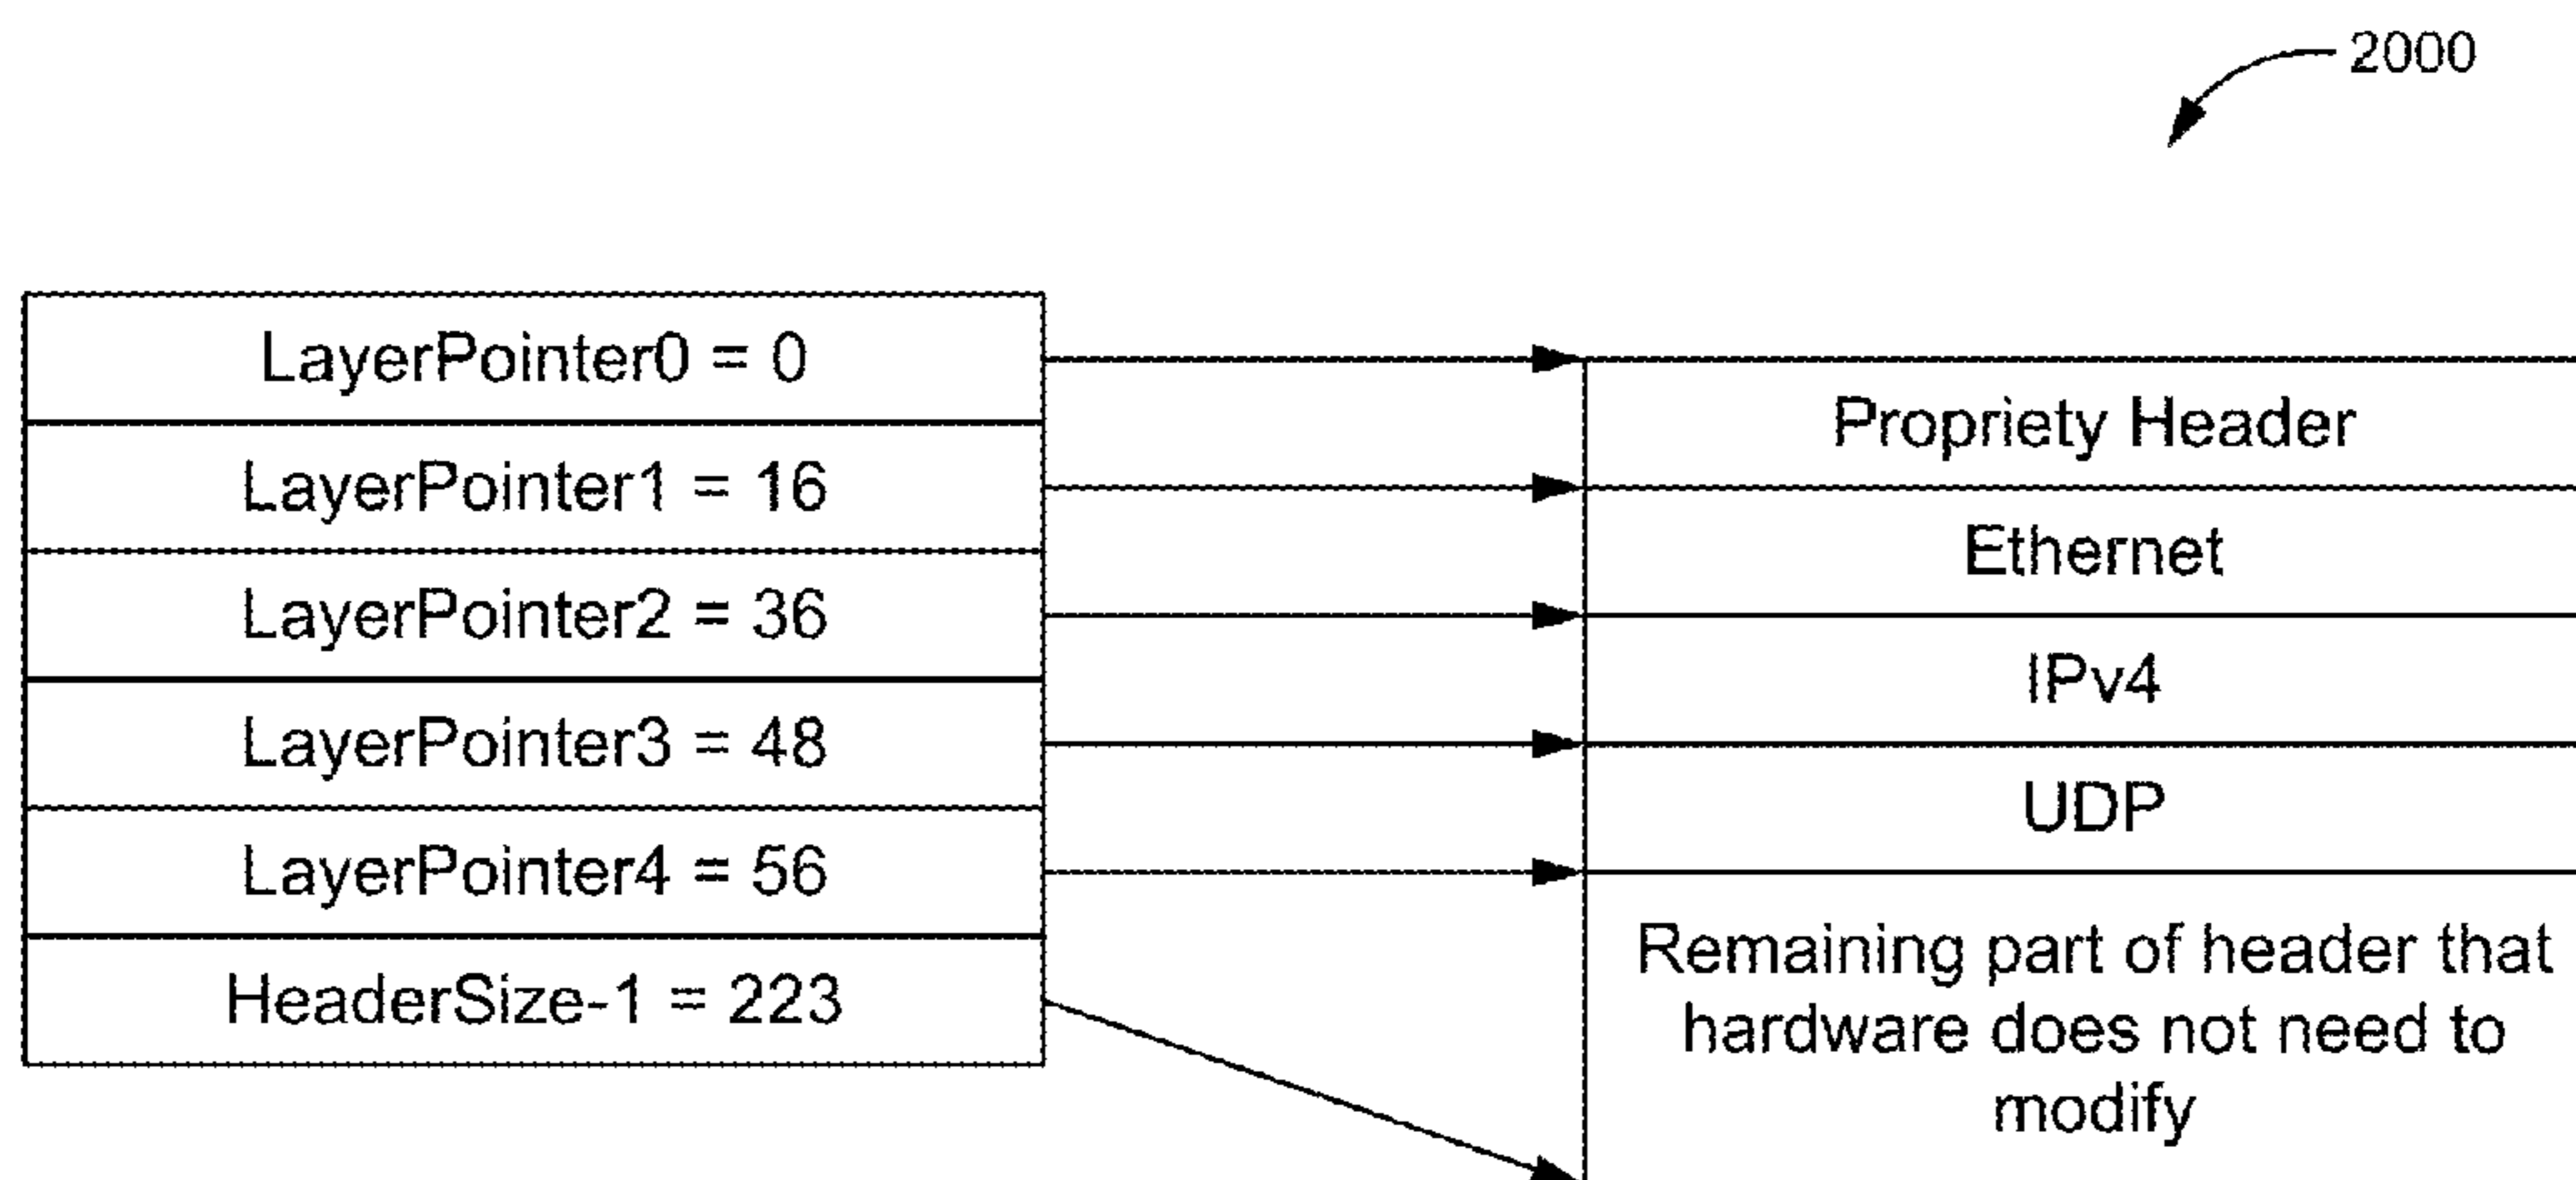 2000
LayerPointer0 = 0
LayerPointer1 = 16
LayerPointer2 = 36
LayerPointer3 = 48
LayerPointer4 = 56
HeaderSize-1 = 223
Propriety Header
Ethernet
IPv4
UDP
Remaining part of header that
hardware does not need to
modify